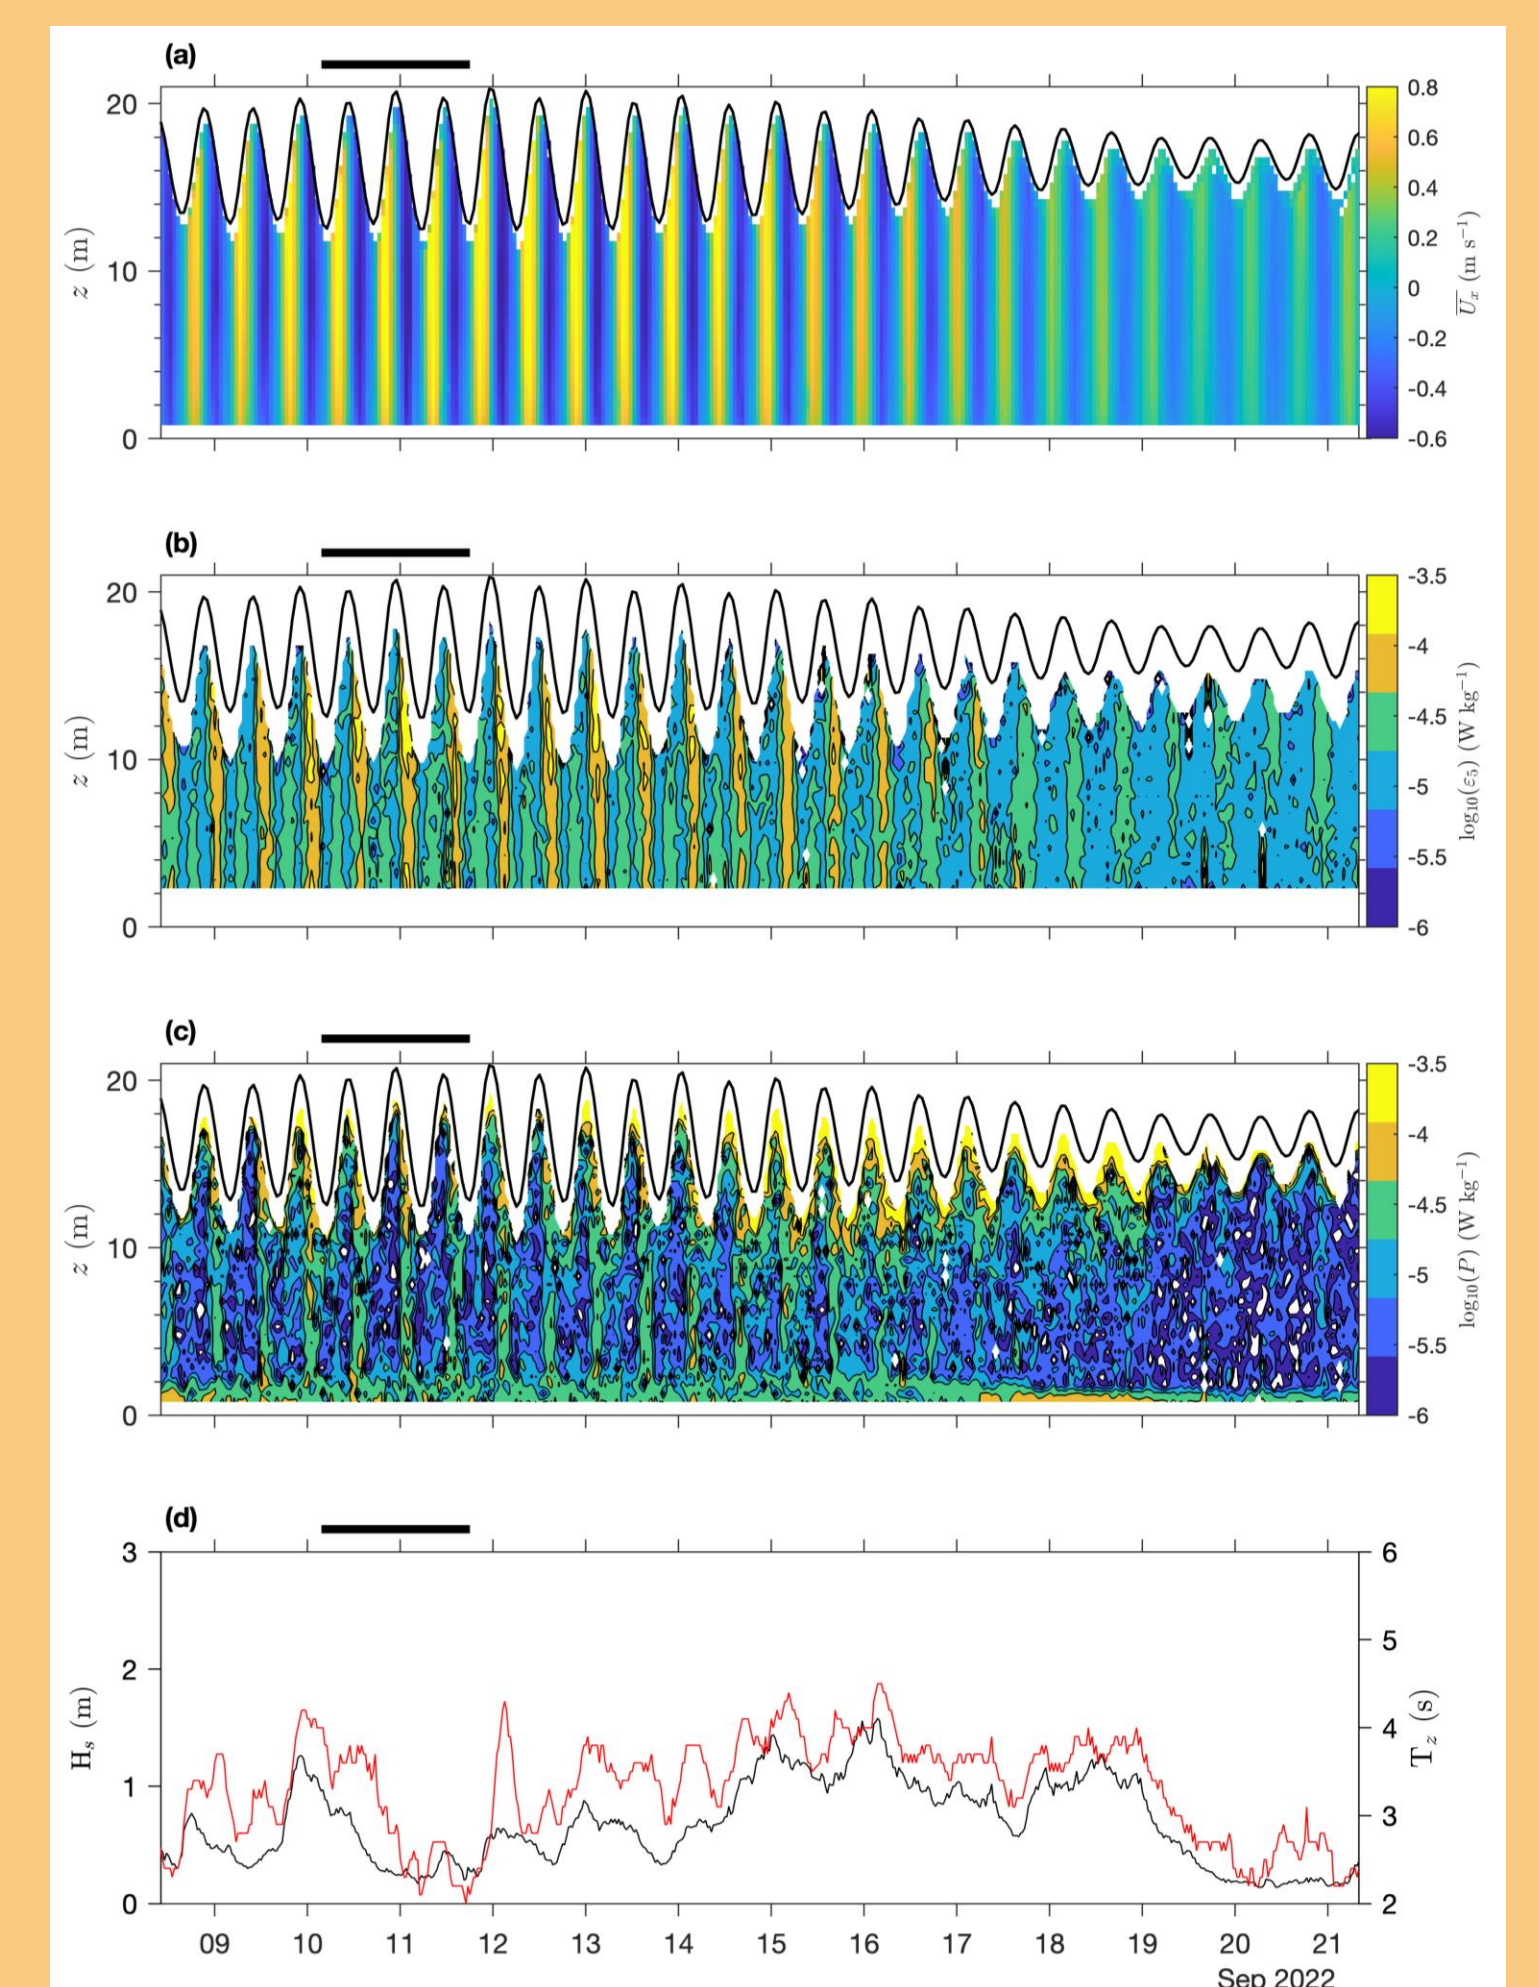 (a)
20
10
0
z (m)
0.8
0.6
0.4
0.2
0
-0.2
-0.4
-0.6
U̅ₓ (m s⁻¹)
(b)
20
10
0
z (m)
-3.5
-4
-4.5
-5
-5.5
-6
log₁₀(ε₅) (W kg⁻¹)
(c)
20
10
0
z (m)
-3.5
-4
-4.5
-5
-5.5
-6
log₁₀(P) (W kg⁻¹)
(d)
3
2
1
0
Hₛ (m)
6
5
4
3
2
T_z (s)
09 10 11 12 13 14 15 16 17 18 19 20 21
Sep 2022